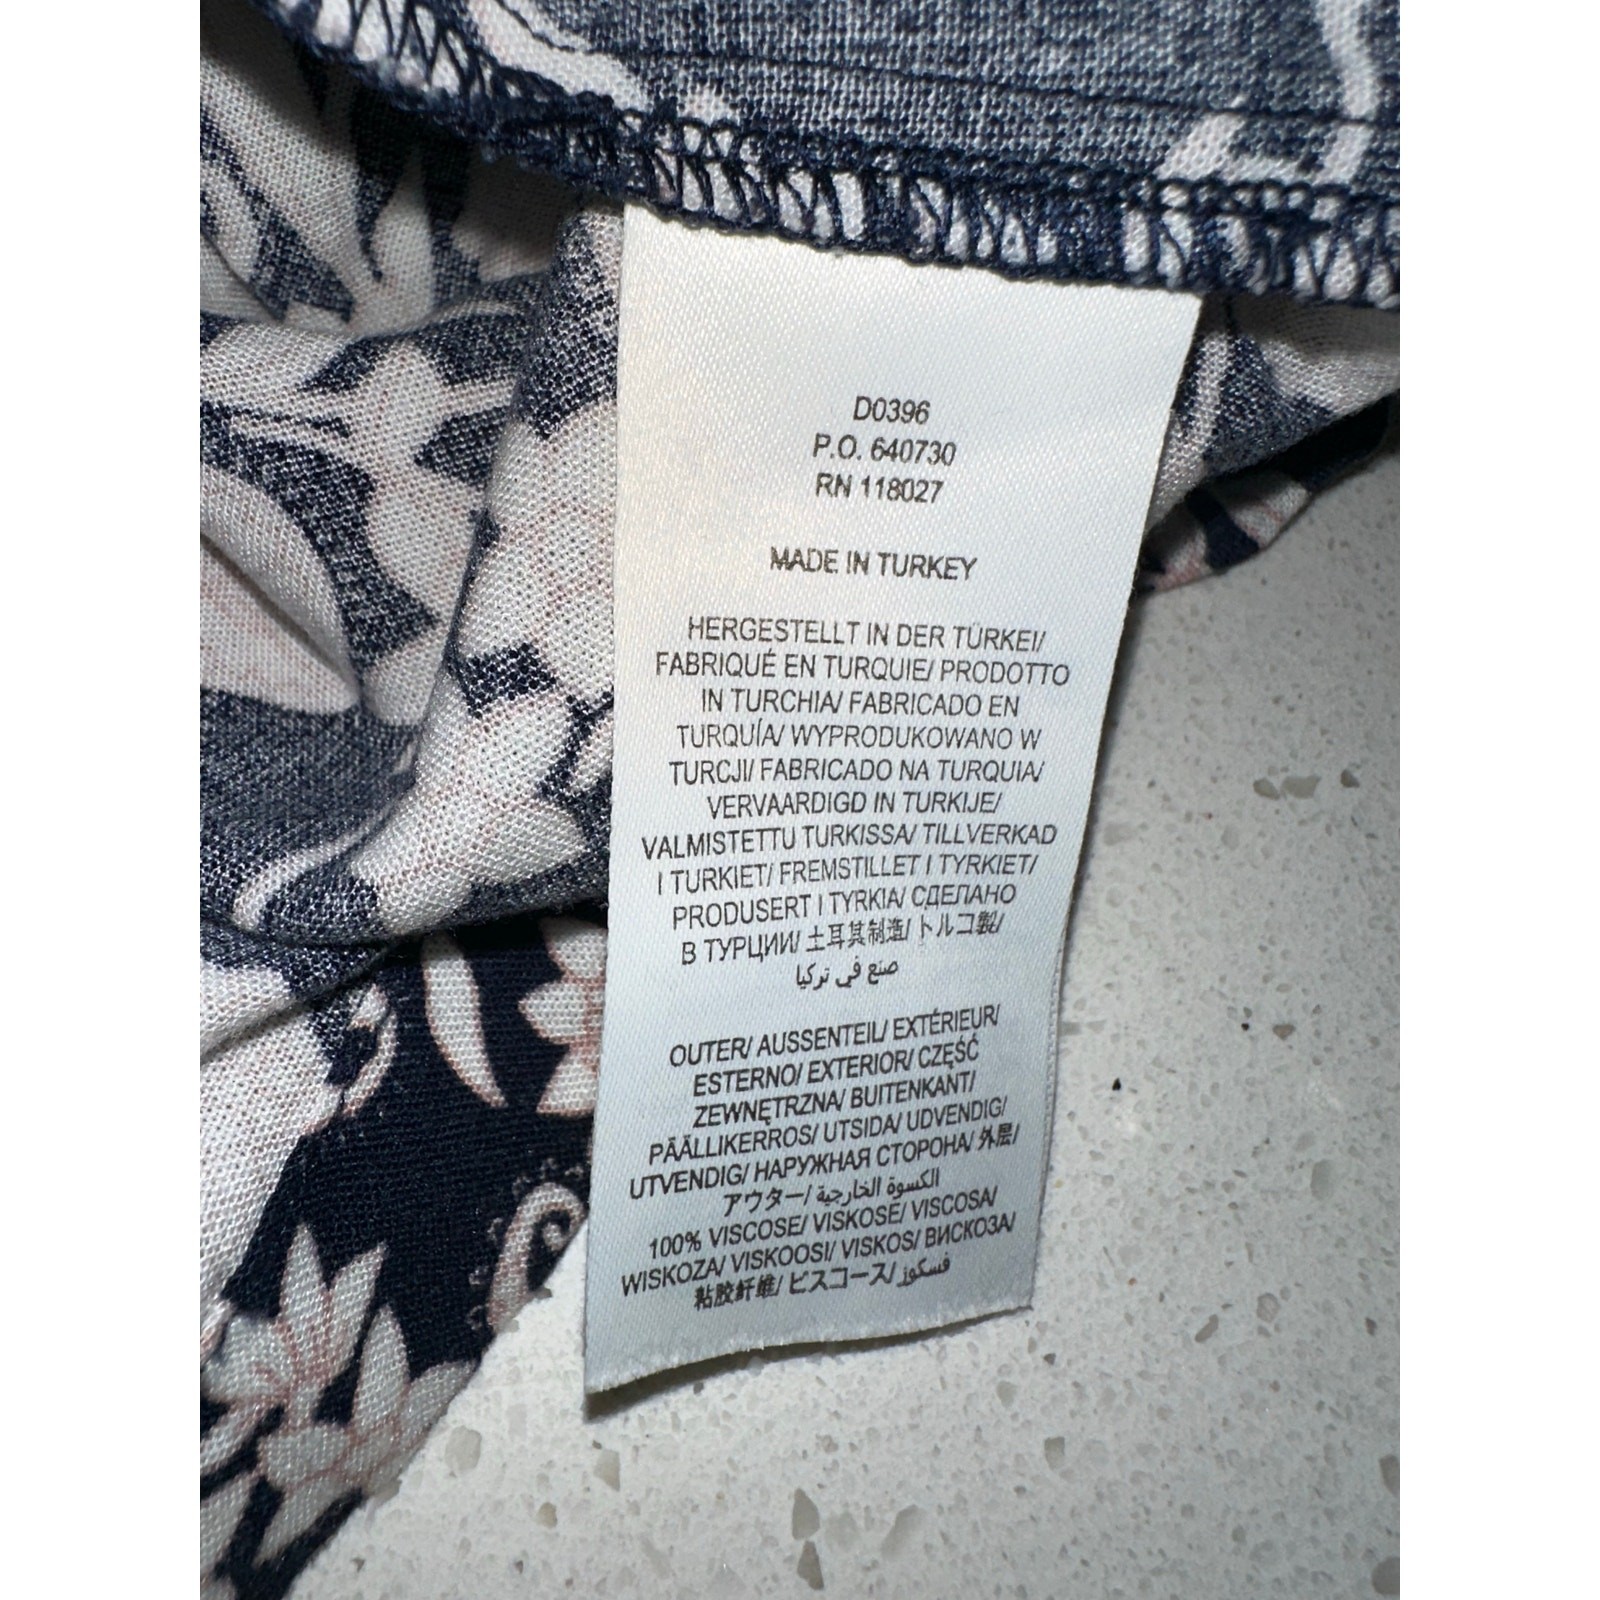 D0396
P.O. 640730
RN 118027
MADE IN TURKEY
HERGESTELLT IN DER TÜRKEI/
FABRIQUÉ EN TURQUIE/ PRODOTTO
IN TURCHIA/ FABRICADO EN
TURQUÍA/ WYPRODUKOWANO W
TURCJI/ FABRICADO NA TURQUIA/
VERVAARDIGD IN TURKIJE/
VALMISTETTU TURKISSA/ TILLVERKAD
I TURKIET/ FREMSTILLET I TYRKIET/
PRODUSERT I TYRKIA/ СДЕЛАНО
В ТУРЦИИ/ 土耳其制造/ トルコ製/
صنع في تركيا
OUTER/ AUSSENTEIL/ EXTÉRIEUR/
ESTERNO/ EXTERIOR/ CZĘŚĆ
ZEWNĘTRZNA/ BUITENKANT/
PÄÄLLIKERROS/ UTSIDA/ UDVENDIG/
UTVENDIG/ НАРУЖНАЯ СТОРОНА/ 外层/
アウター/ الكسوة الخارجية/
100% VISCOSE/ VISKOSE/ VISCOSA/
WISKOZA/ VISKOOSI/ VISKOS/ ВИСКОЗА/
粘胶纤维/ ビスコース/ فسكوز